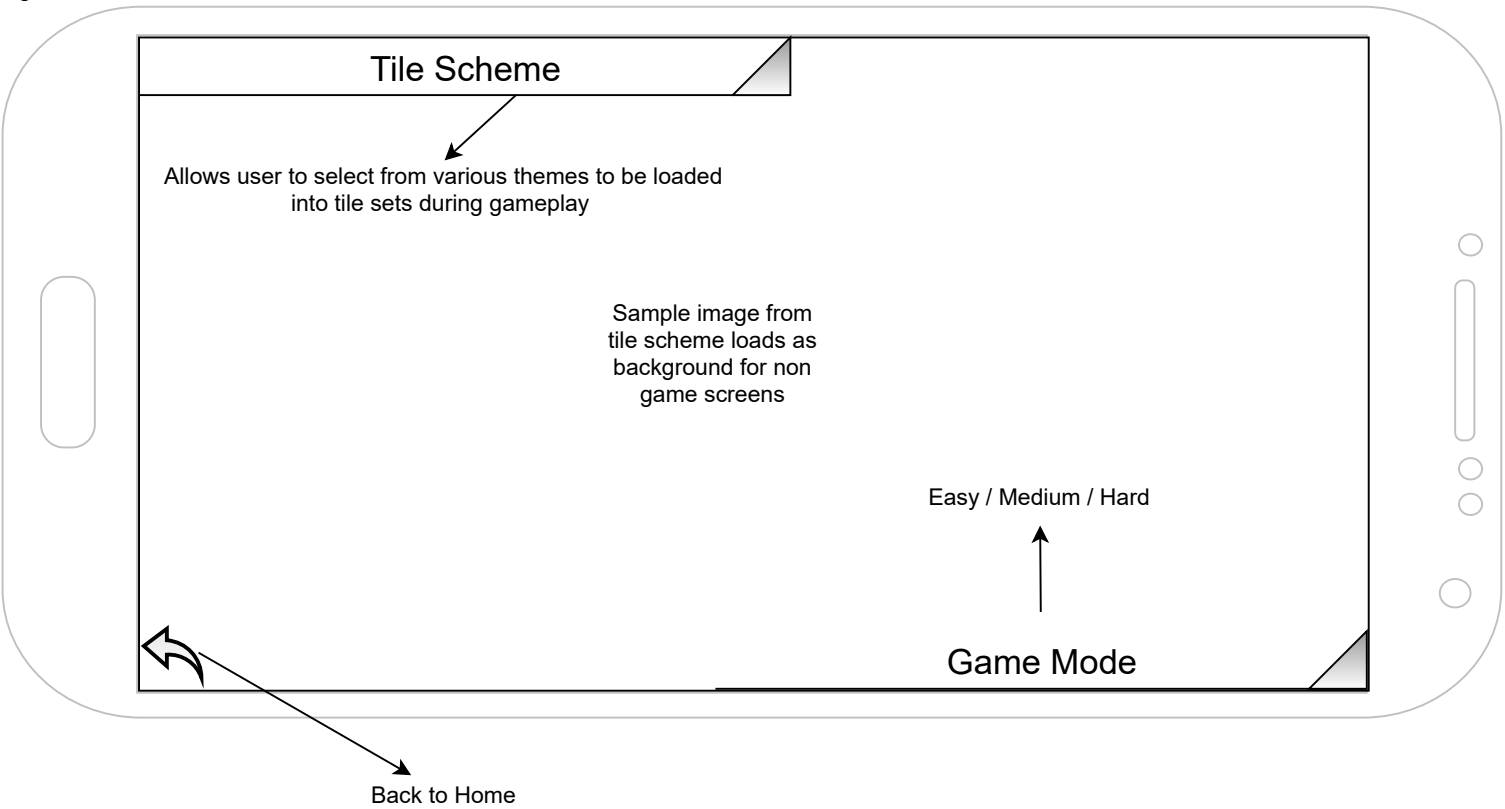 Tile Scheme
Allows user to select from various themes to be loaded
into tile sets during gameplay
Sample image from
tile scheme loads as
background for non
game screens
Easy / Medium / Hard
Game Mode
Back to Home